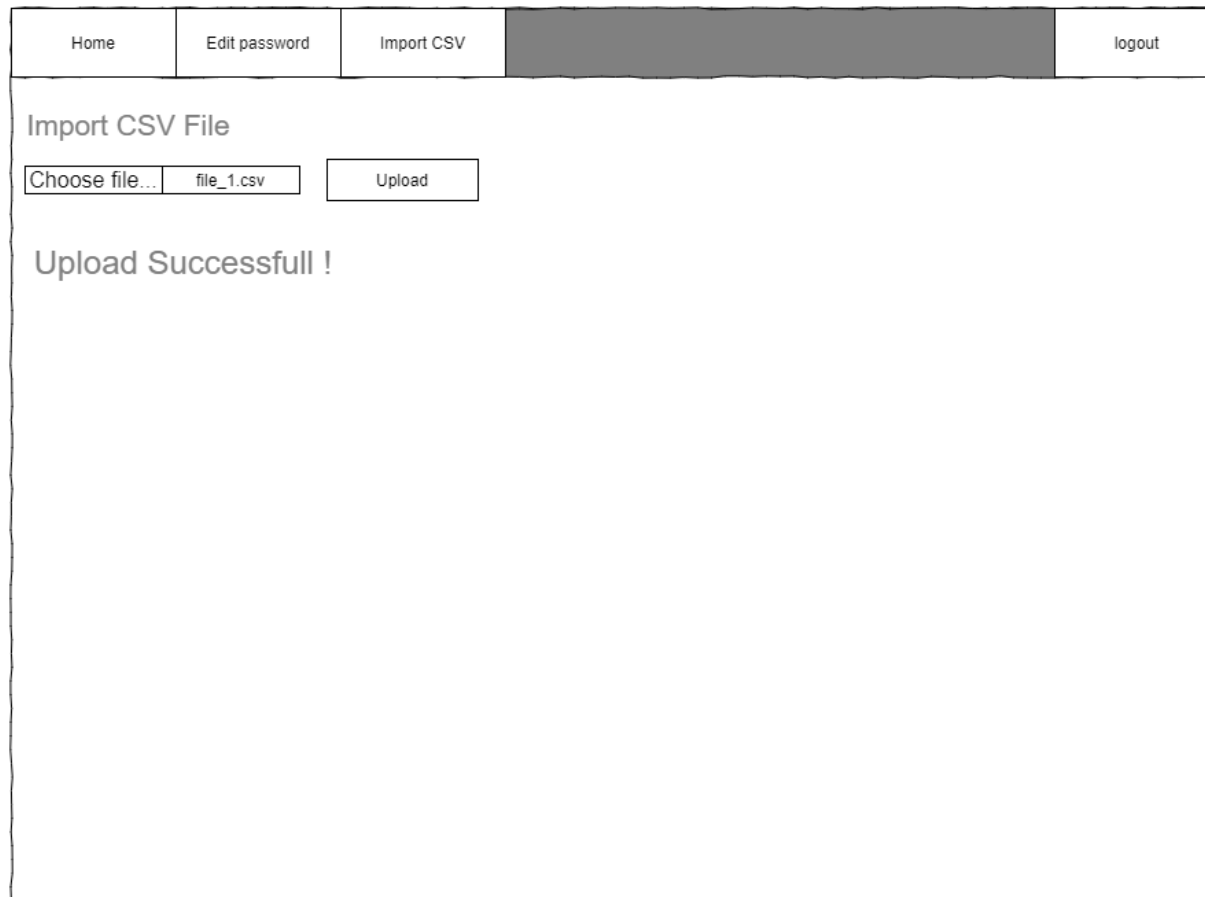 Home Edit password Import CSV logout
Import CSV File
Choose file... file_1.csv Upload
Upload Successfull !